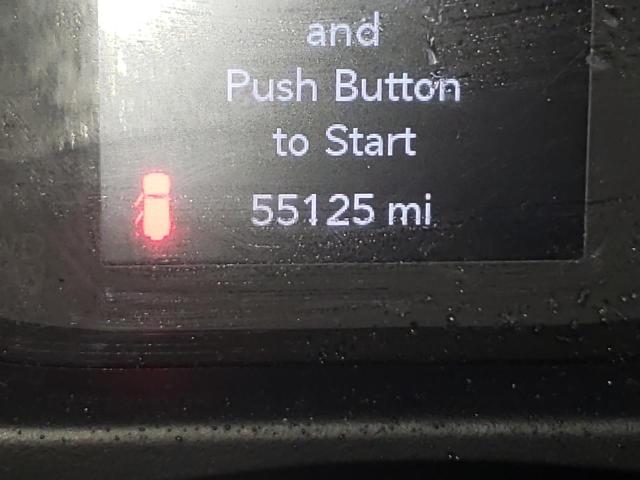 and
Push Button
to Start
55125 mi